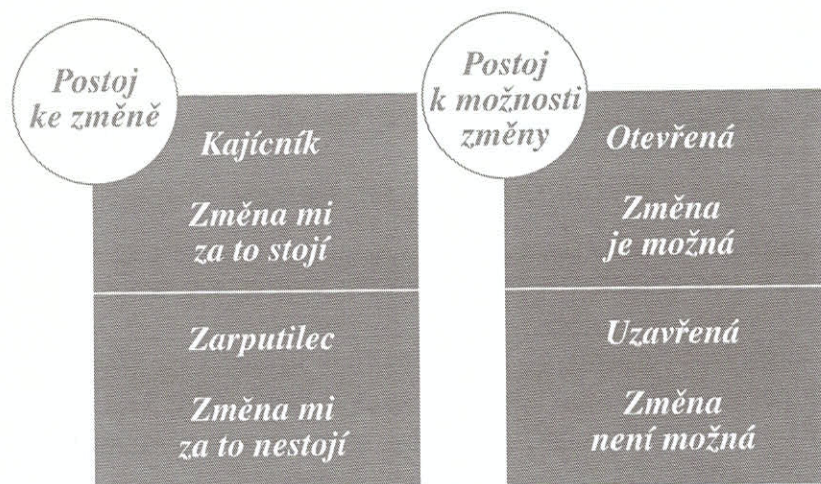 Postoj
ke změně
Kajícník
Změna mi
za to stojí
Zarputilec
Změna mi
za to nestojí
Postoj
k možnosti
změny
Otevřená
Změna
je možná
Uzavřená
Změna
není možná